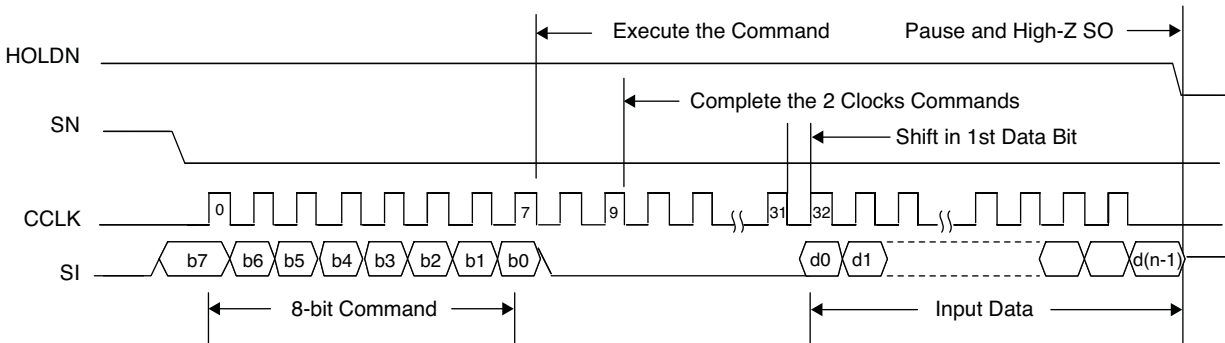 Execute the Command
Pause and High-Z SO
HOLDN
Complete the 2 Clocks Commands
SN
Shift in 1st Data Bit
CCLK
0
7
9
31
32
SI
b7
b6
b5
b4
b3
b2
b1
b0
d0
d1
d(n-1)
8-bit Command
Input Data